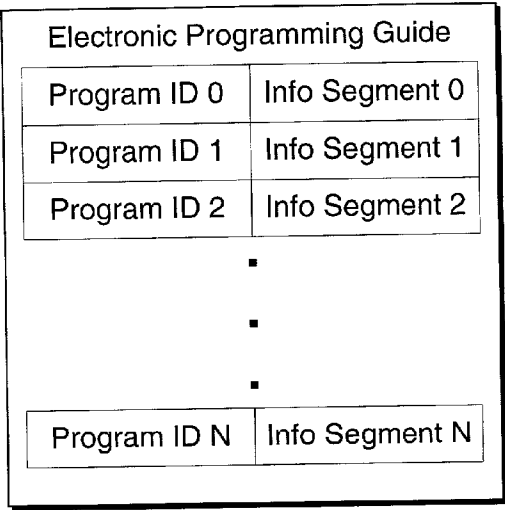 Electronic Programming Guide
Program ID 0 Info Segment 0
Program ID 1 Info Segment 1
Program ID 2 Info Segment 2
Program ID N Info Segment N